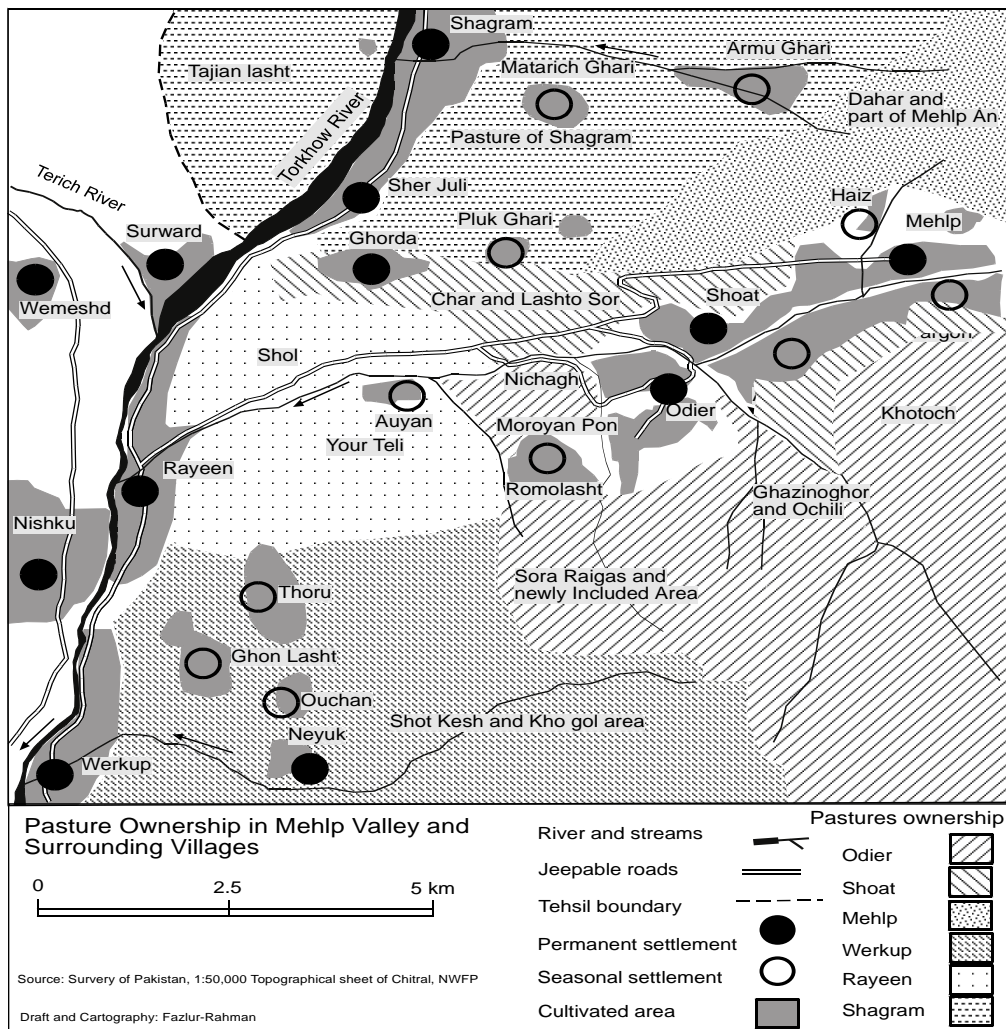 Shagram
Tajian lasht
Matarich Ghari
Armu Ghari
Dahar and
part of Mehlp An
Pasture of Shagram
Torkhow River
Terich River
Sher Juli
Haiz
Surward
Pluk Ghari
Mehlp
Ghorda
Wemeshd
Char and Lashto Sor
Shoat
Shol
Nichagh
Khotoch
Auyan
Moroyan Pon
Odier
Your Teli
Rayeen
Romolasht
Ghazinoghor
and Ochili
Nishku
Sora Raigas and
newly Included Area
Thoru
Ghon Lasht
Ouchan
Shot Kesh and Kho gol area
Neyuk
Werkup
Pasture Ownership in Mehlp Valley and
Surrounding Villages
0 2.5 5 km
Source: Survery of Pakistan, 1:50,000 Topographical sheet of Chitral, NWFP
Draft and Cartography: Fazlur-Rahman
River and streams
Jeepable roads
Tehsil boundary
Permanent settlement
Seasonal settlement
Cultivated area
Pastures ownership
Odier
Shoat
Mehlp
Werkup
Rayeen
Shagram